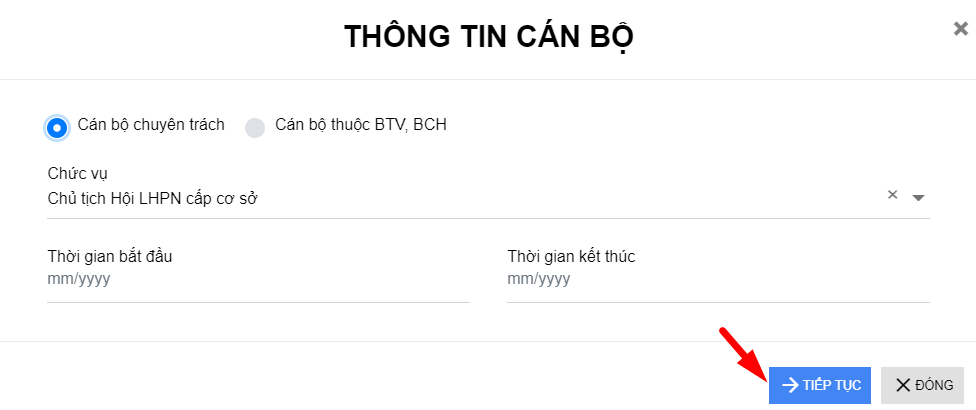 THÔNG TIN CÁN BỘ
Cán bộ chuyên trách Cán bộ thuộc BTV, BCH
Chức vụ
Chủ tịch Hội LHPN cấp cơ sở
Thời gian bắt đầu Thời gian kết thúc
mm/yyyy mm/yyyy
TIẾP TỤC ĐÓNG